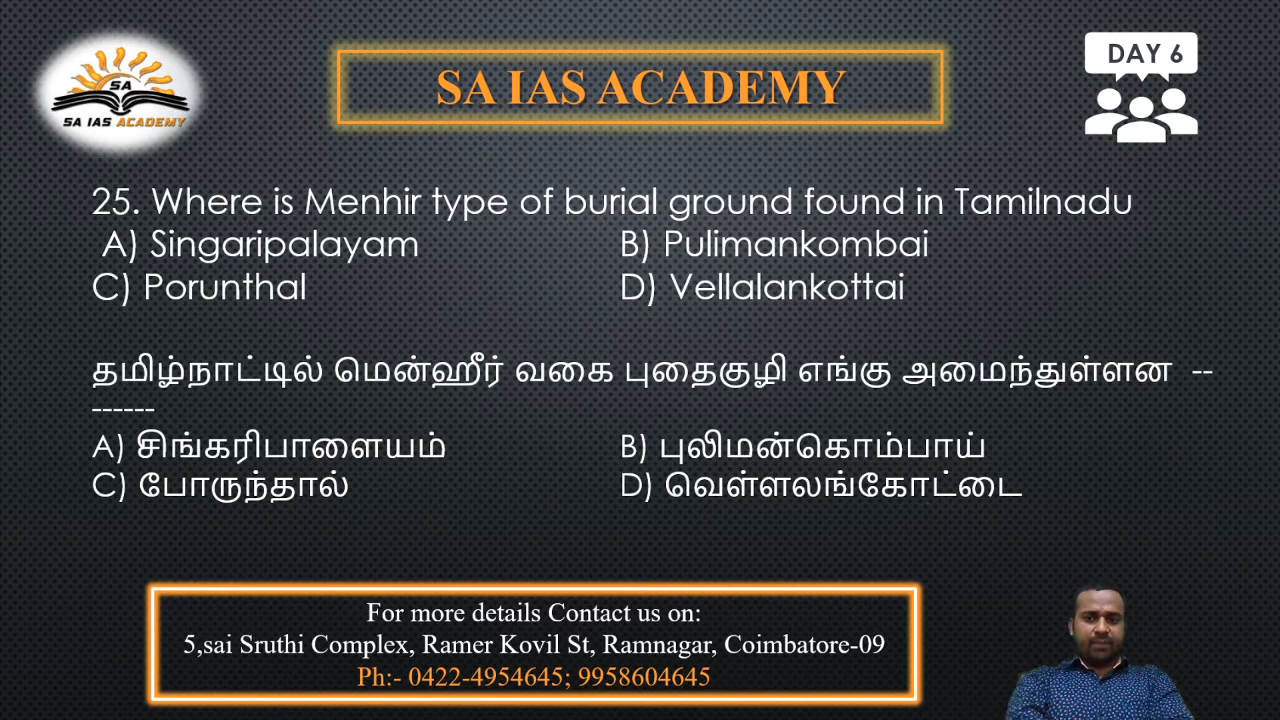 SA
SA IAS ACADEMY
SA IAS ACADEMY
DAY 6
25. Where is Menhir type of burial ground found in Tamilnadu
A) Singaripalayam B) Pulimankombai
C) Porunthal D) Vellalankottai
தமிழ்நாட்டில் மென்ஹீர் வகை புதைகுழி எங்கு அமைந்துள்ளன --
------
A) சிங்கரிபாளையம் B) புலிமன்கொம்பாய்
C) போருந்தால் D) வெள்ளலங்கோட்டை
For more details Contact us on:
5,sai Sruthi Complex, Ramer Kovil St, Ramnagar, Coimbatore-09
Ph:- 0422-4954645; 9958604645